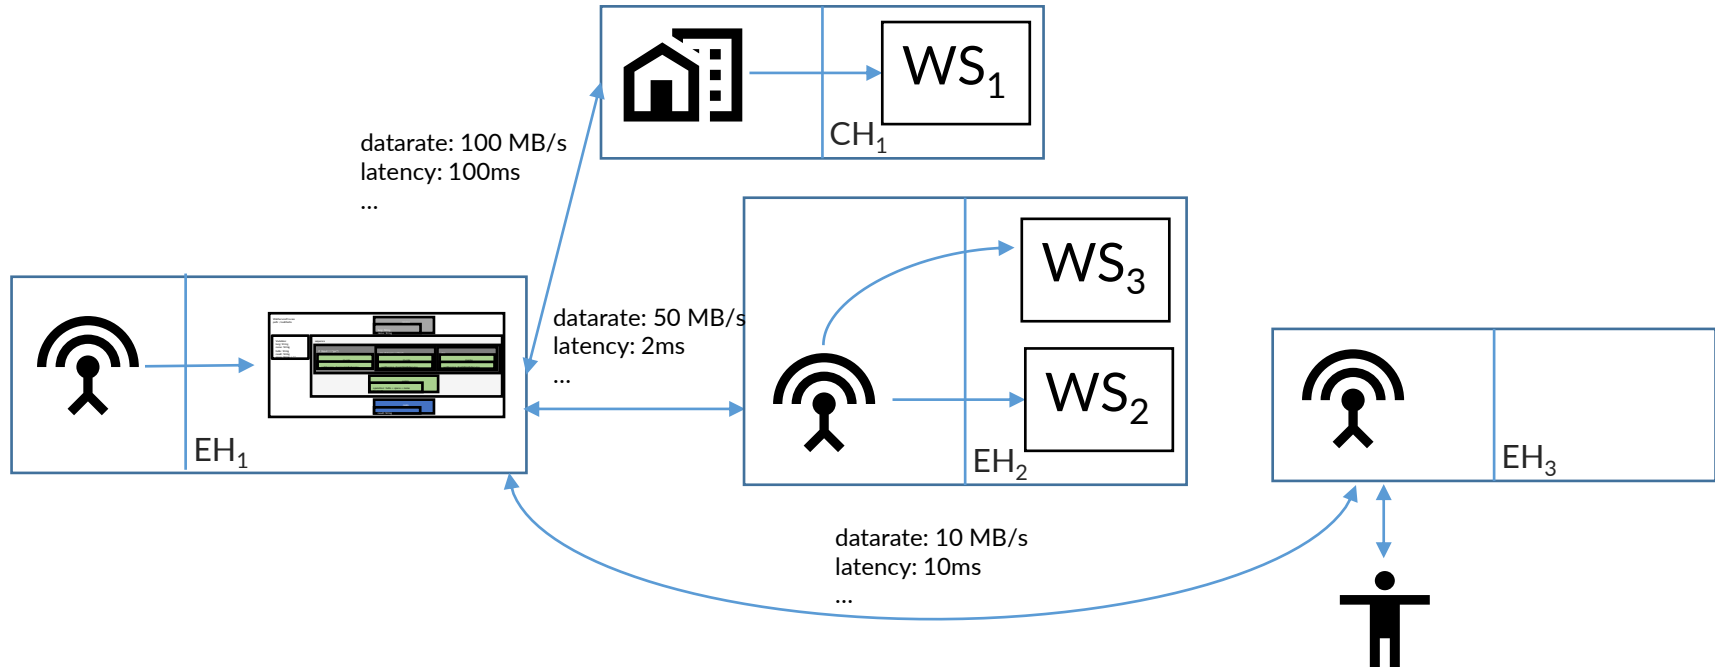 WS1
CH1
datarate: 100 MB/s
latency: 100ms
...
WS3
datarate: 50 MB/s
latency: 2ms
...
WS2
EH1
EH2
EH3
datarate: 10 MB/s
latency: 10ms
...